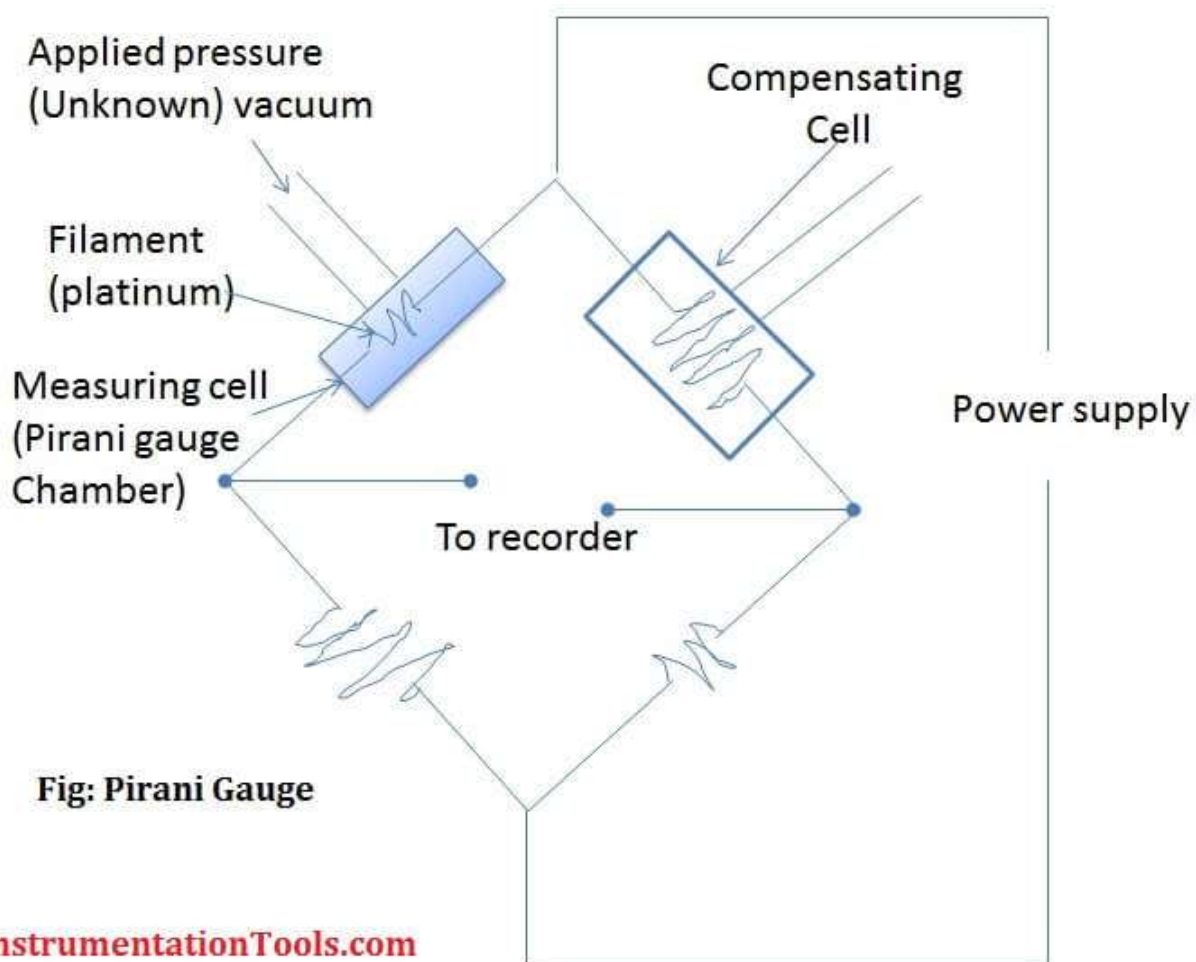 Applied pressure
(Unknown) vacuum
Compensating
Cell
Filament
(platinum)
Measuring cell
(Pirani gauge
Chamber)
Power supply
To recorder
Fig: Pirani Gauge
nstrumentationTools.com